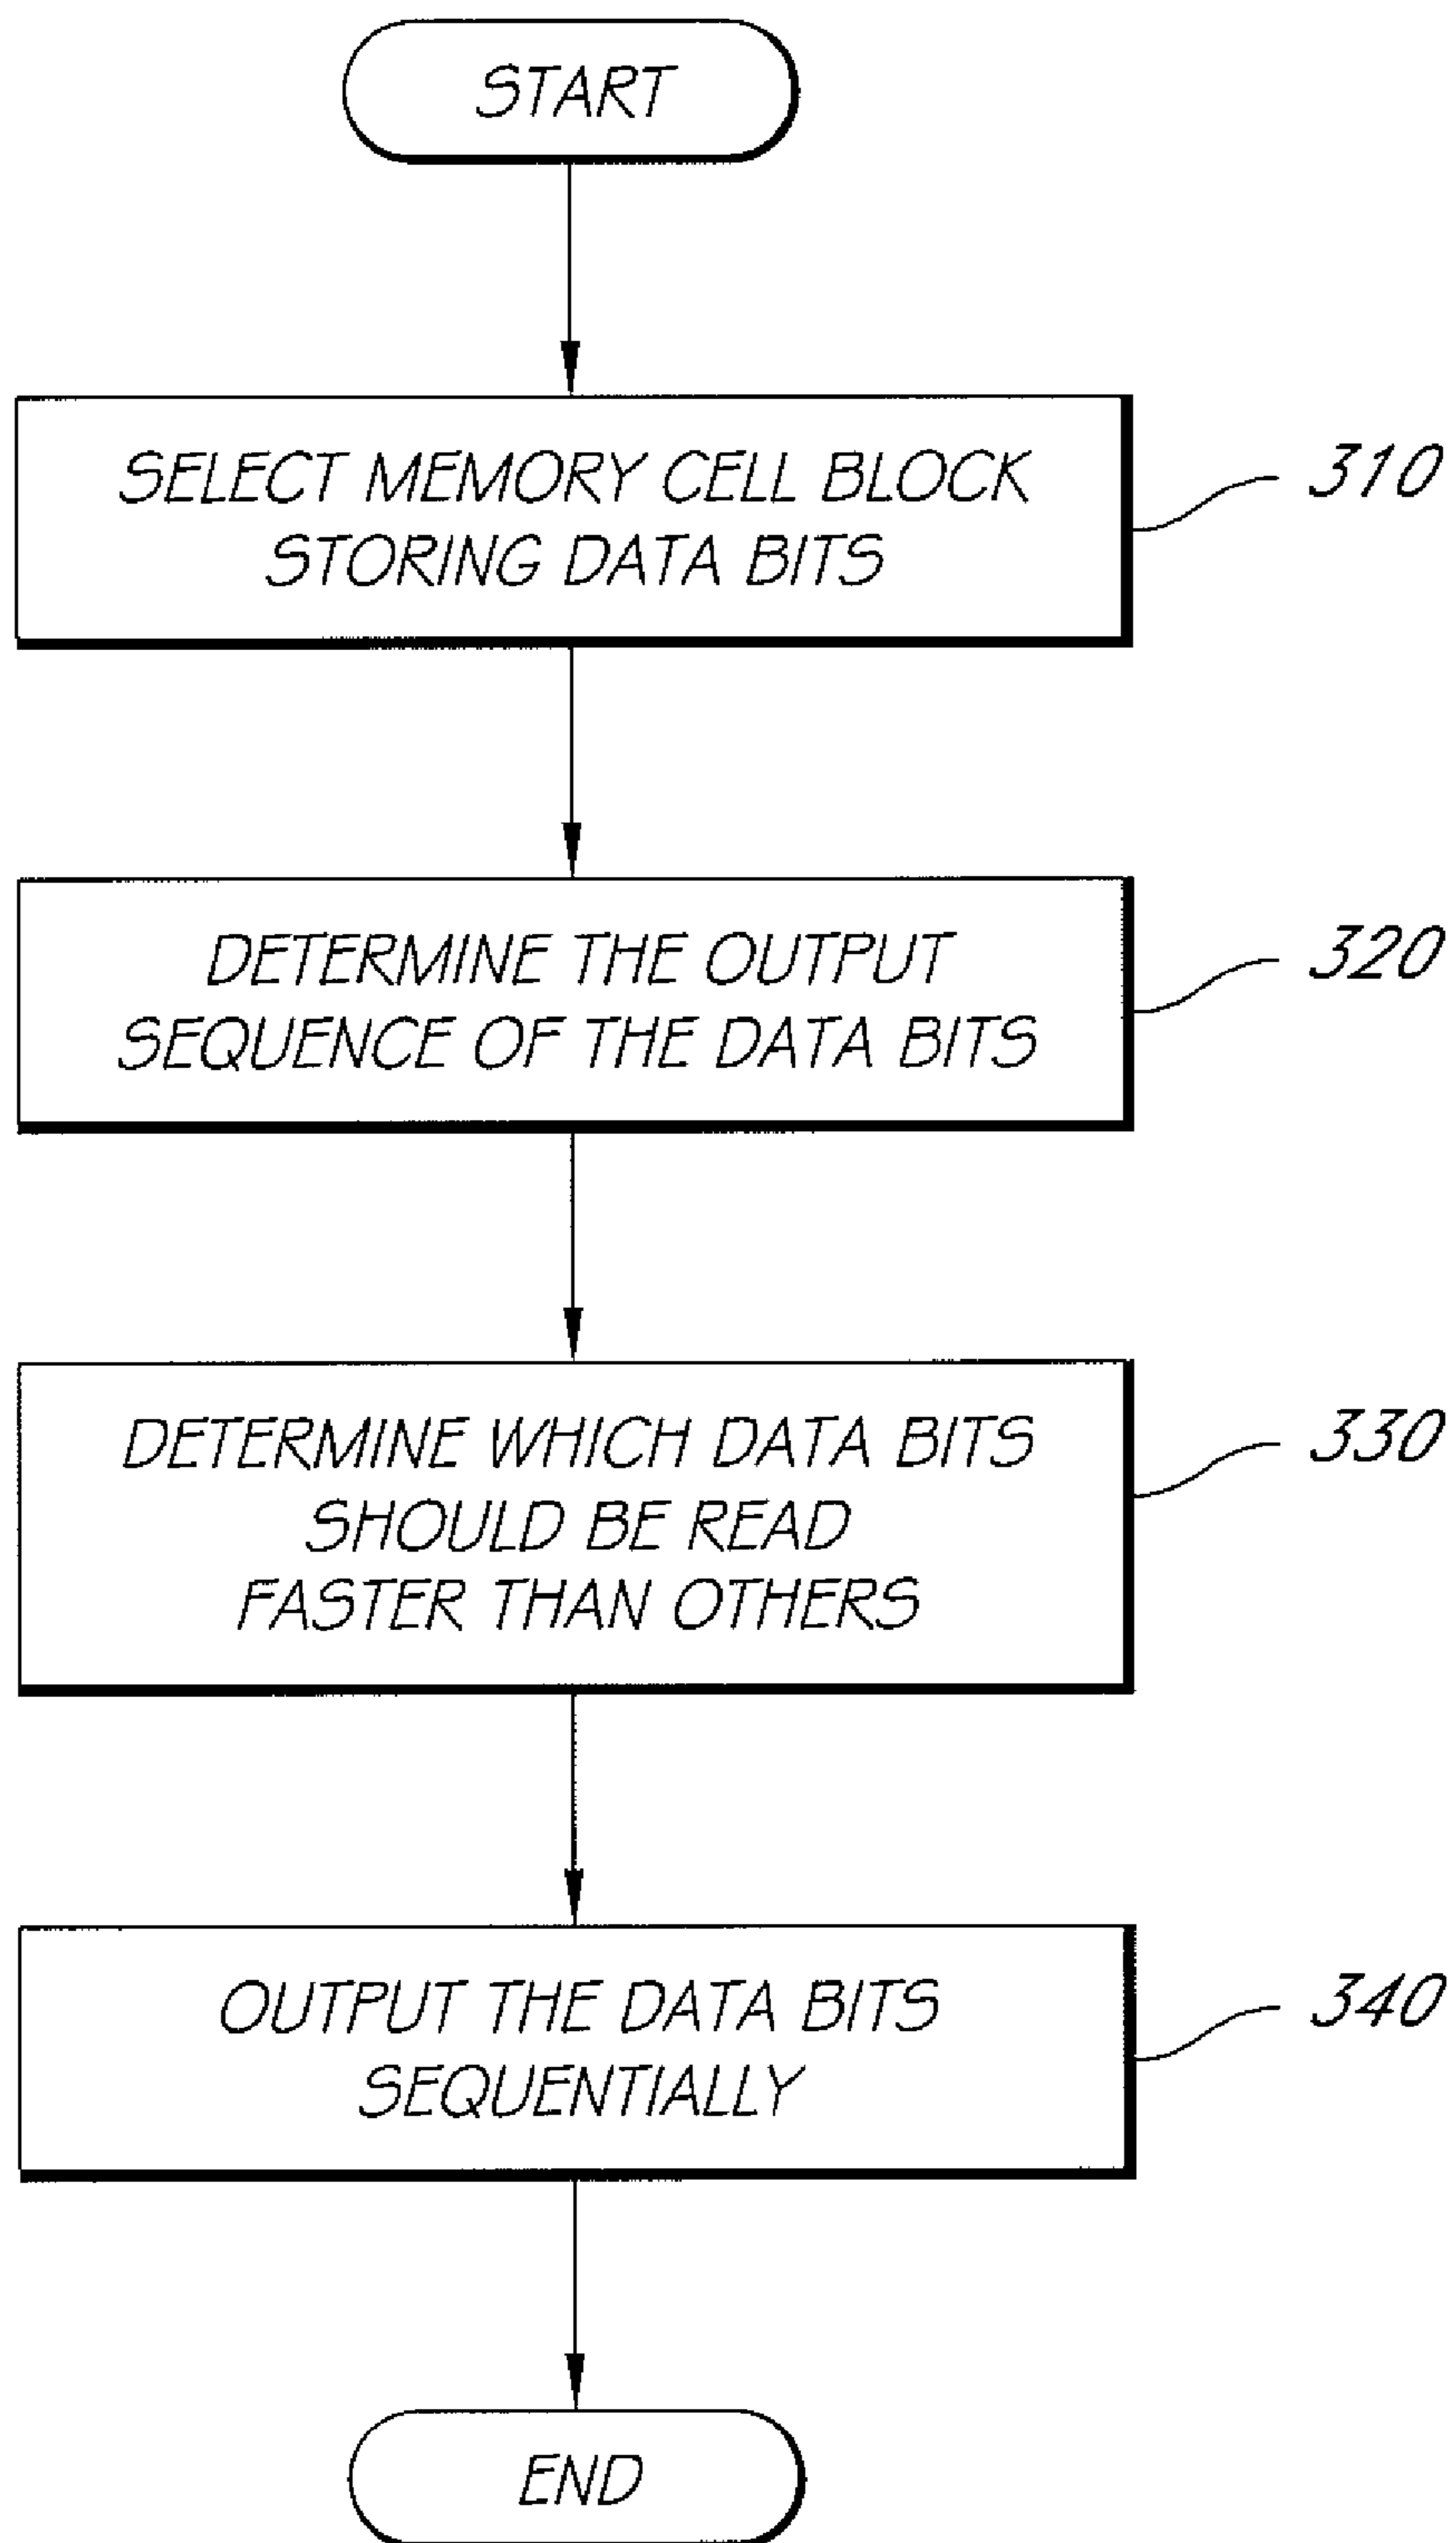 START
SELECT MEMORY CELL BLOCK
STORING DATA BITS
310
DETERMINE THE OUTPUT
SEQUENCE OF THE DATA BITS
320
DETERMINE WHICH DATA BITS
SHOULD BE READ
FASTER THAN OTHERS
330
OUTPUT THE DATA BITS
SEQUENTIALLY
340
END